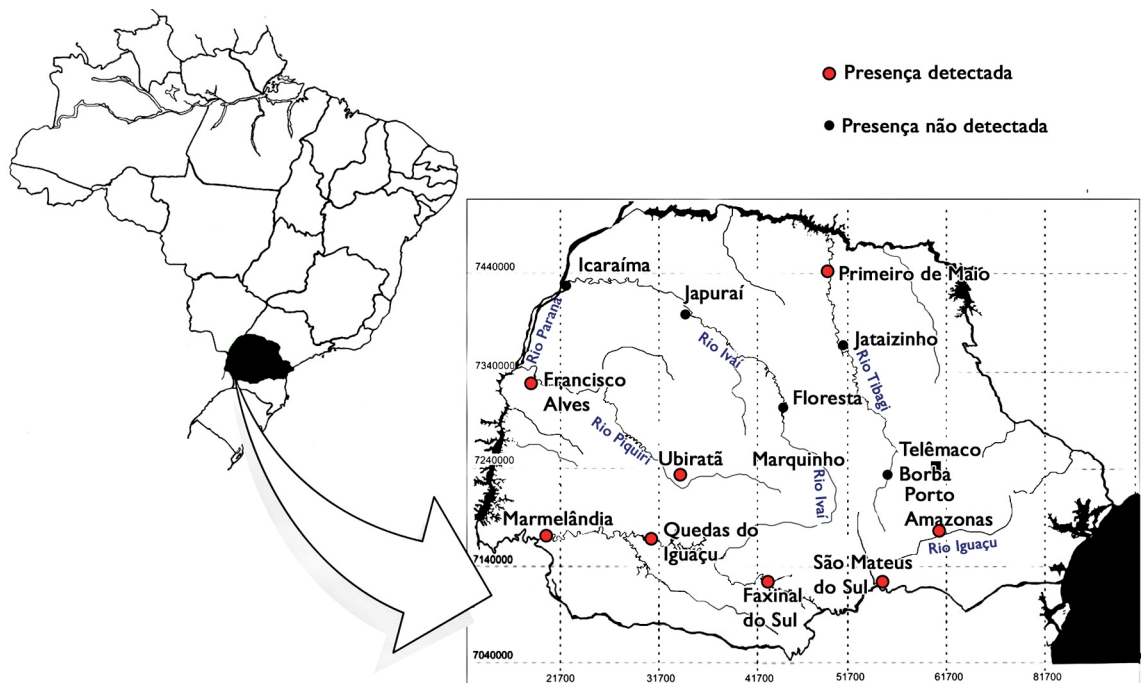 Presença detectada
Presença não detectada
7440000
Icaraíma
Primeiro de Maio
Japuraí
Rio Paraná
Rio Ivaí
Jataizinho
7340000
Francisco
Alves
Rio Tibagi
Floresta
Rio Piquiri
7240000
Ubiratã
Marquinho
Telêmaco
Borba
Rio Ivaí
Porto
Amazonas
Marmelândia
Quedas do
Iguaçu
Rio Iguaçu
7140000
São Mateus
do Sul
Faxinal
do Sul
7040000
21700
31700
41700
51700
61700
81700